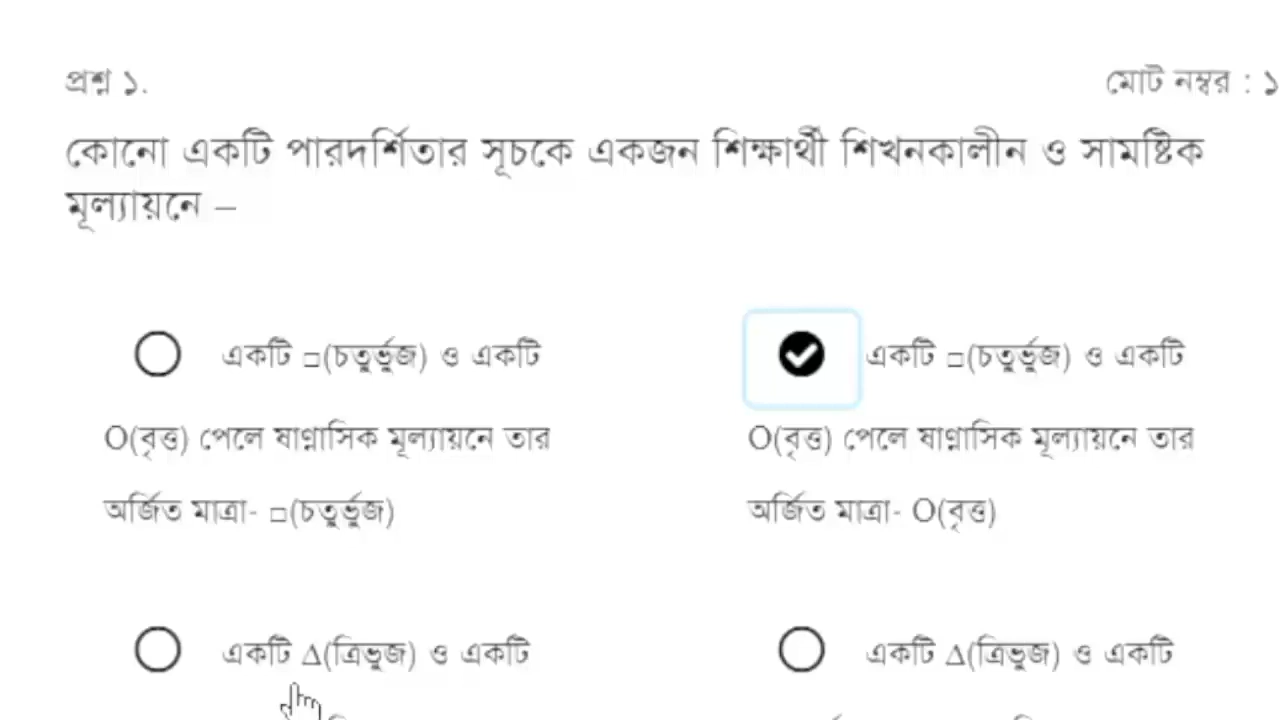 প্রশ্ন ১.
মোট নম্বর : ১
কোনো একটি পারদর্শিতার সূচকে একজন শিক্ষার্থী শিখনকালীন ও সামষ্টিক
মূল্যায়নে –
একটি □(চতুর্ভুজ) ও একটি
O(বৃত্ত) পেলে ষাণ্মাসিক মূল্যায়নে তার
অর্জিত মাত্রা- □(চতুর্ভুজ)
একটি □(চতুর্ভুজ) ও একটি
O(বৃত্ত) পেলে ষাণ্মাসিক মূল্যায়নে তার
অর্জিত মাত্রা- O(বৃত্ত)
একটি Δ(ত্রিভুজ) ও একটি
একটি Δ(ত্রিভুজ) ও একটি